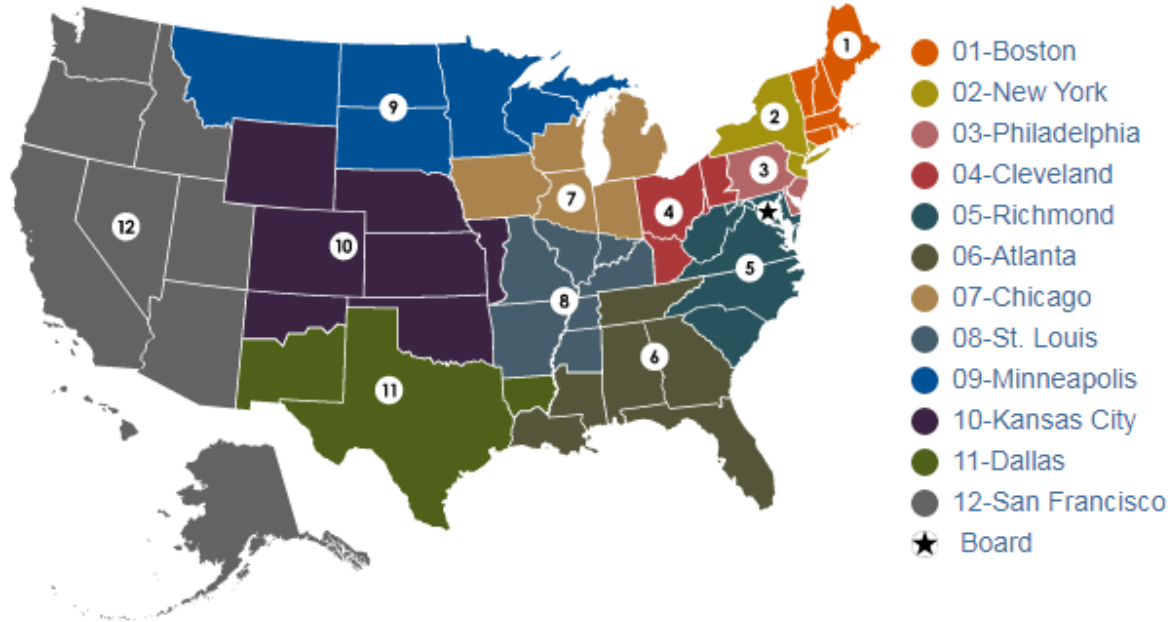 1
2
3
4
5
6
7
8
9
10
11
12
01-Boston
02-New York
03-Philadelphia
04-Cleveland
05-Richmond
06-Atlanta
07-Chicago
08-St. Louis
09-Minneapolis
10-Kansas City
11-Dallas
12-San Francisco
Board